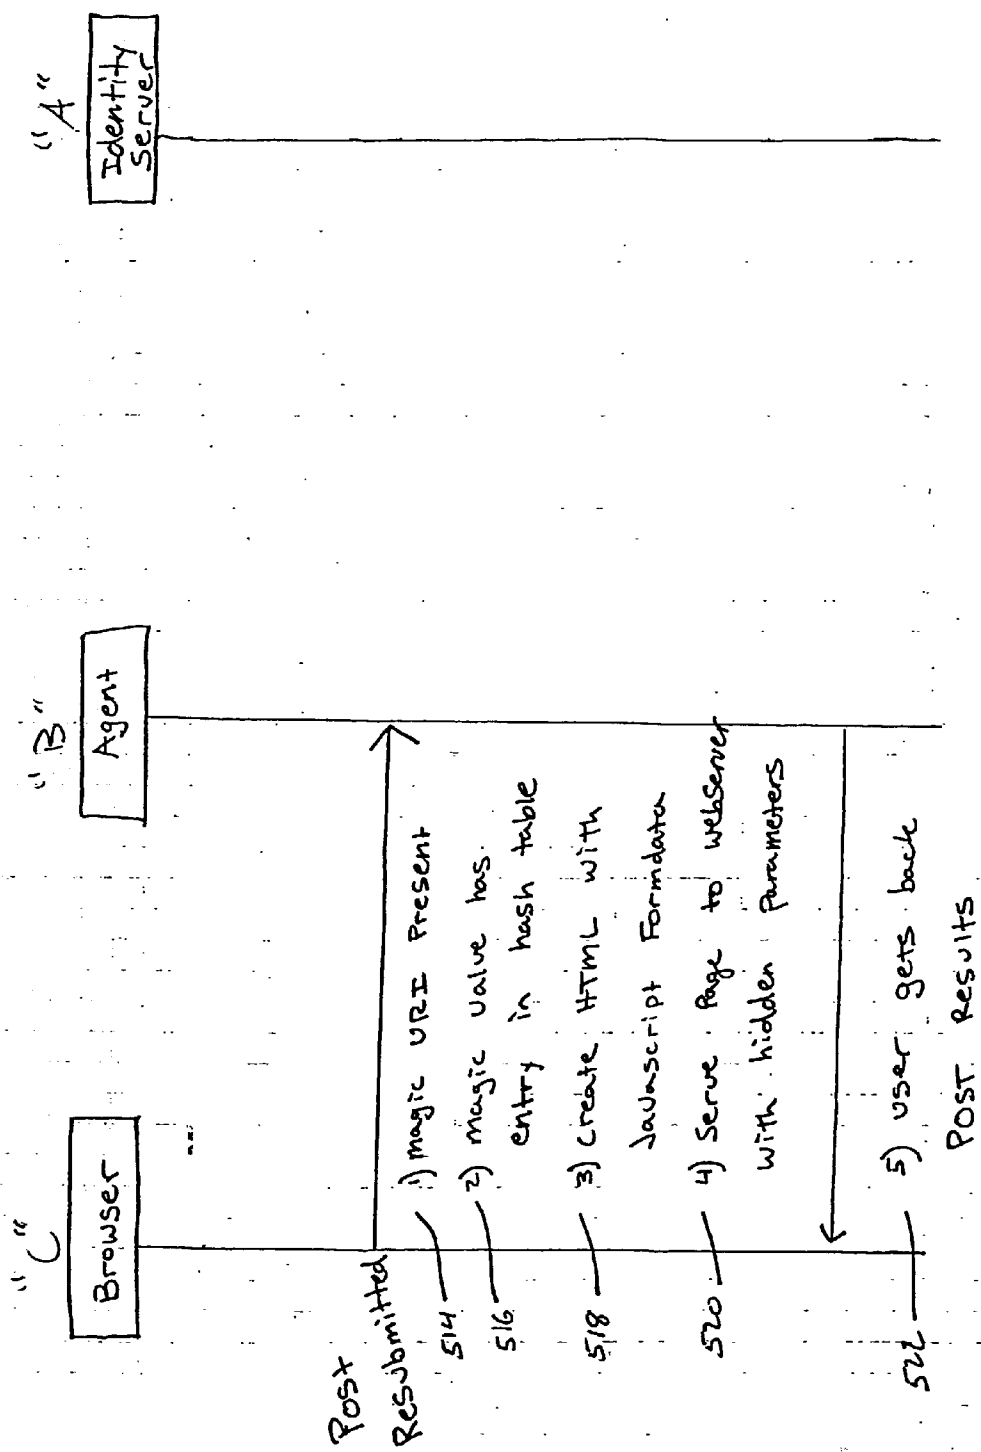 "C"
Browser
"B"
Agent
"A"
Identity
Server
Post
Resubmitted
514
1) magic URI Present
516
2) magic value has
entry in hash table
518
3) Create HTML with
Javascript Formdata
520
4) Serve Page to webserver
with hidden parameters
522
5) user gets back
POST Results